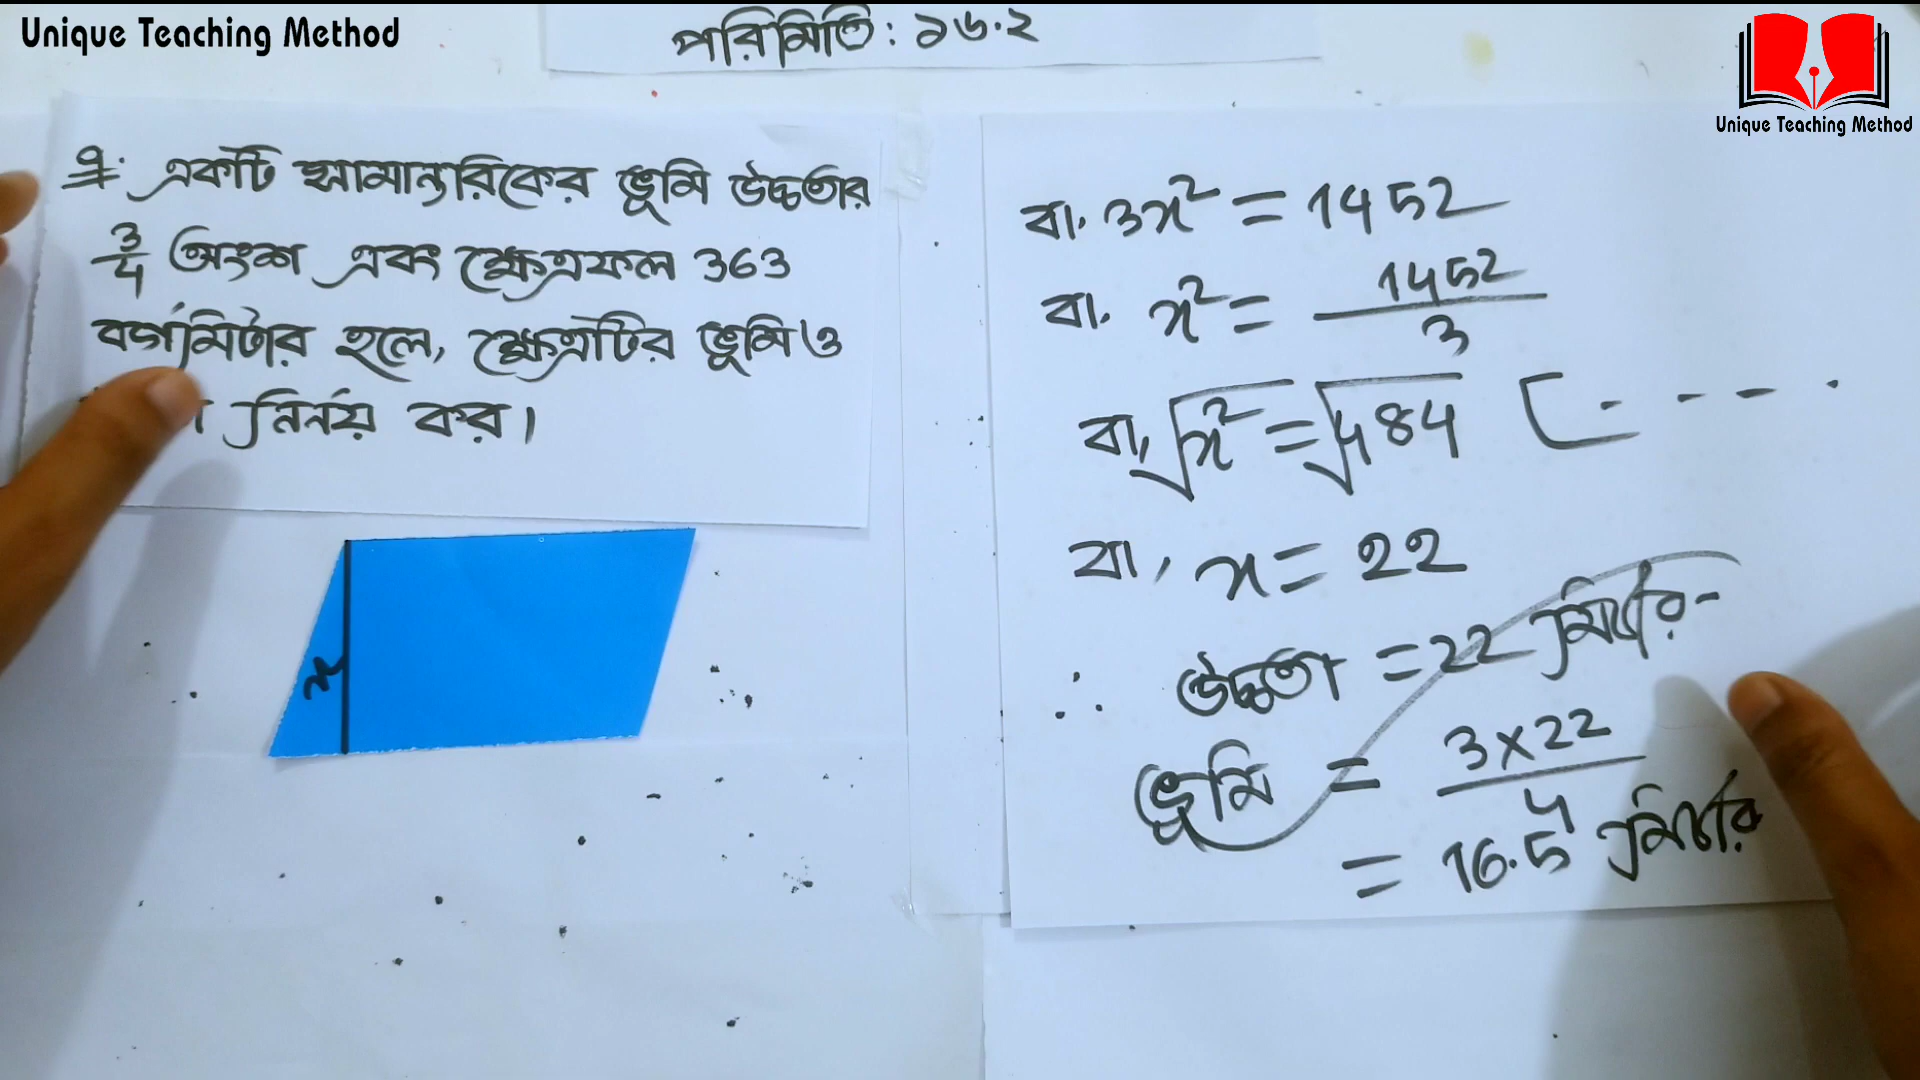 Unique Teaching Method
পরিমিতি: ১৬.২
Unique Teaching Method
৭. একটি সামান্তরিকের ভূমি উচ্চতার
3/4 অংশ এবং ক্ষেত্রফল 363
বর্গমিটার হলে, ক্ষেত্রটির ভূমি ও
নির্নয় কর।
x
বা, 3x² = 1452
বা, x² = 1452/3
বা, √x² = √484 [- - - - .
বা, x = 22
∴ উচ্চতা = 22 মিটার
ভূমি = 3×22/4
= 16.5 মিটার